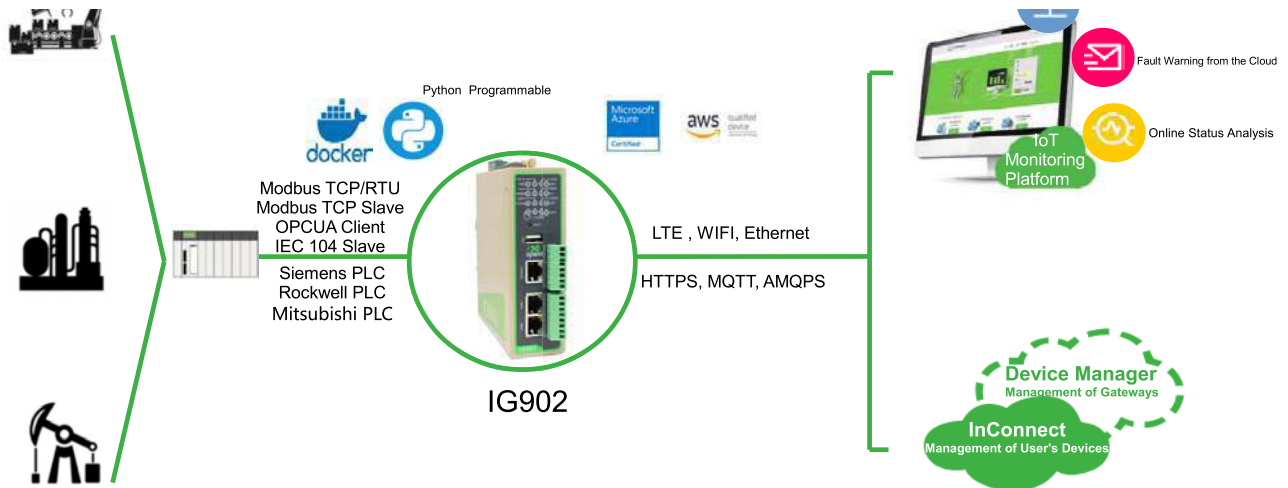 Python Programmable
docker
Microsoft
Azure
Certified
aws
qualified
device
Modbus TCP/RTU
Modbus TCP Slave
OPCUA Client
IEC 104 Slave
Siemens PLC
Rockwell PLC
Mitsubishi PLC
IG902
LTE , WIFI, Ethernet
HTTPS, MQTT, AMQPS
Fault Warning from the Cloud
Online Status Analysis
IoT
Monitoring
Platform
Device Manager
Management of Gateways
InConnect
Management of User's Devices